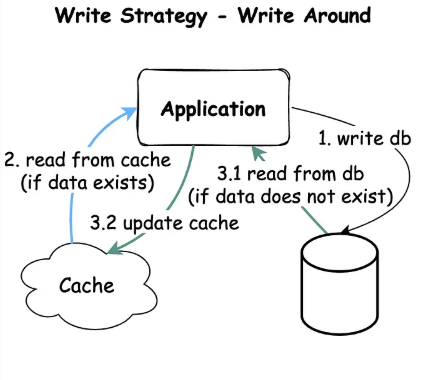 Write Strategy - Write Around
Application
1. write db
2. read from cache
(if data exists)
3.1 read from db
(if data does not exist)
3.2 update cache
Cache